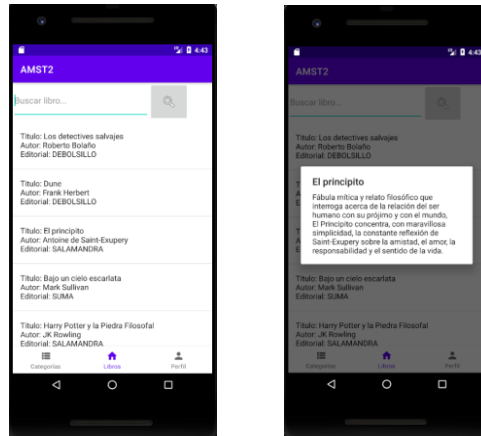 4:43
AMST2
Buscar libro...
Titulo: Los detectives salvajes
Autor: Roberto Bolaño
Editorial: DEBOLSILLO
Titulo: Dune
Autor: Frank Herbert
Editorial: DEBOLSILLO
Titulo: El principito
Autor: Antoine de Saint-Exupery
Editorial: SALAMANDRA
Titulo: Bajo un cielo escarlata
Autor: Mark Sullivan
Editorial: SUMA
Titulo: Harry Potter y la Piedra Filosofal
Autor: JK Rowling
Editorial: SALAMANDRA
Categorias Libros Perfil
4:43
AMST2
Buscar libro...
Titulo: Los detectives salvajes
Autor: Roberto Bolaño
Editorial: DEBOLSILLO
El principito
Fábula mítica y relato filosófico que
interroga acerca de la relación del ser
humano con su prójimo y con el mundo,
El Principito concentra, con maravillosa
simplicidad, la constante reflexión de
Saint-Exupery sobre la amistad, el amor, la
responsabilidad y el sentido de la vida.
Titulo: Bajo un cielo escarlata
Autor: Mark Sullivan
Editorial: SUMA
Titulo: Harry Potter y la Piedra Filosofal
Autor: JK Rowling
Editorial: SALAMANDRA
Categorias Libros Perfil